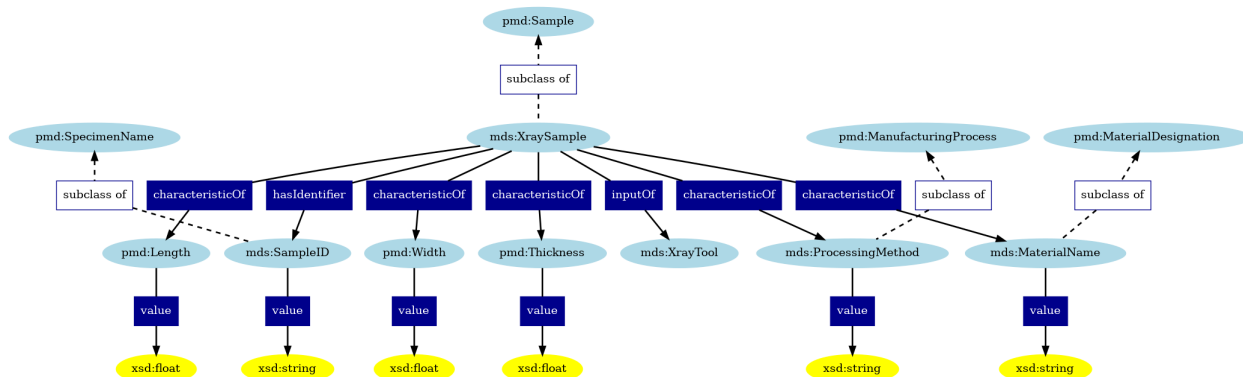 pmd:Sample
subclass of
pmd:SpecimenName
mds:XraySample
pmd:ManufacturingProcess
pmd:MaterialDesignation
subclass of
characteristicOf
hasIdentifier
characteristicOf
characteristicOf
inputOf
characteristicOf
characteristicOf
subclass of
subclass of
pmd:Length
mds:SampleID
pmd:Width
pmd:Thickness
mds:XrayTool
mds:ProcessingMethod
mds:MaterialName
value
value
value
value
value
value
xsd:float
xsd:string
xsd:float
xsd:float
xsd:string
xsd:string